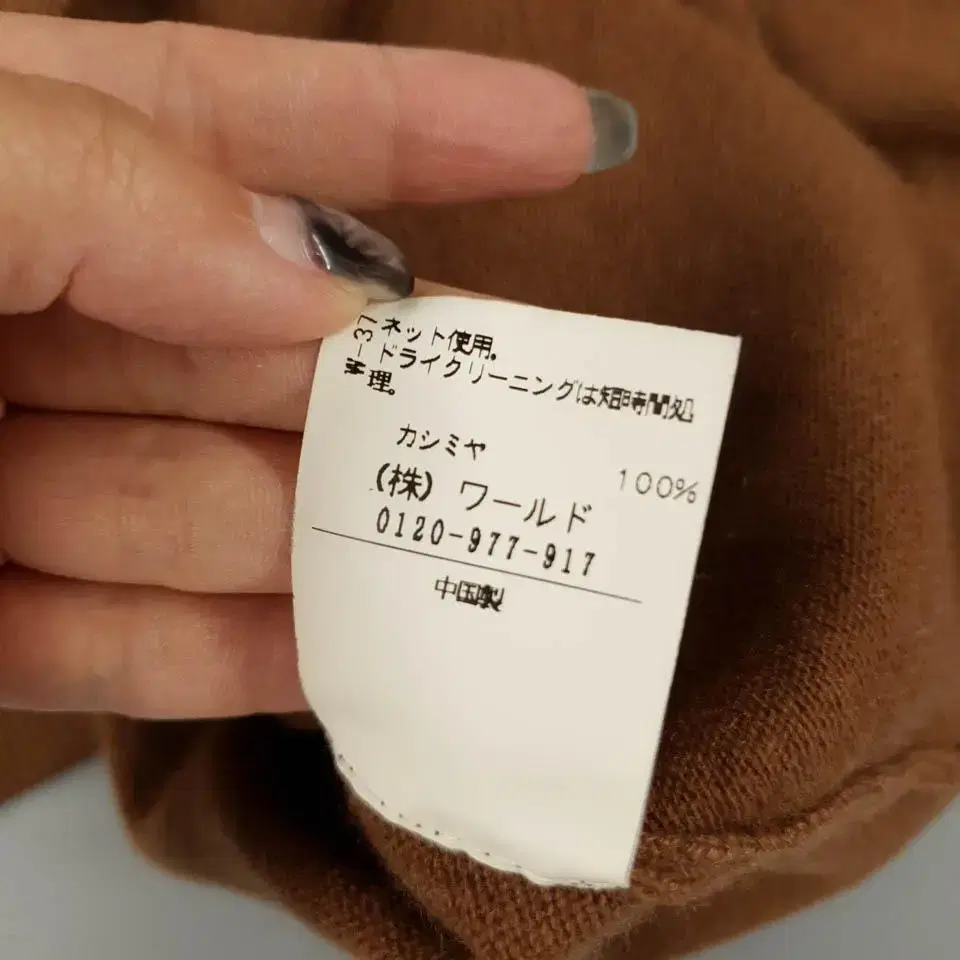 ネット使用。
ドライクリーニングは短時間処
理。
カシミヤ 100%
(株) ワールド
0120-977-917
中国製